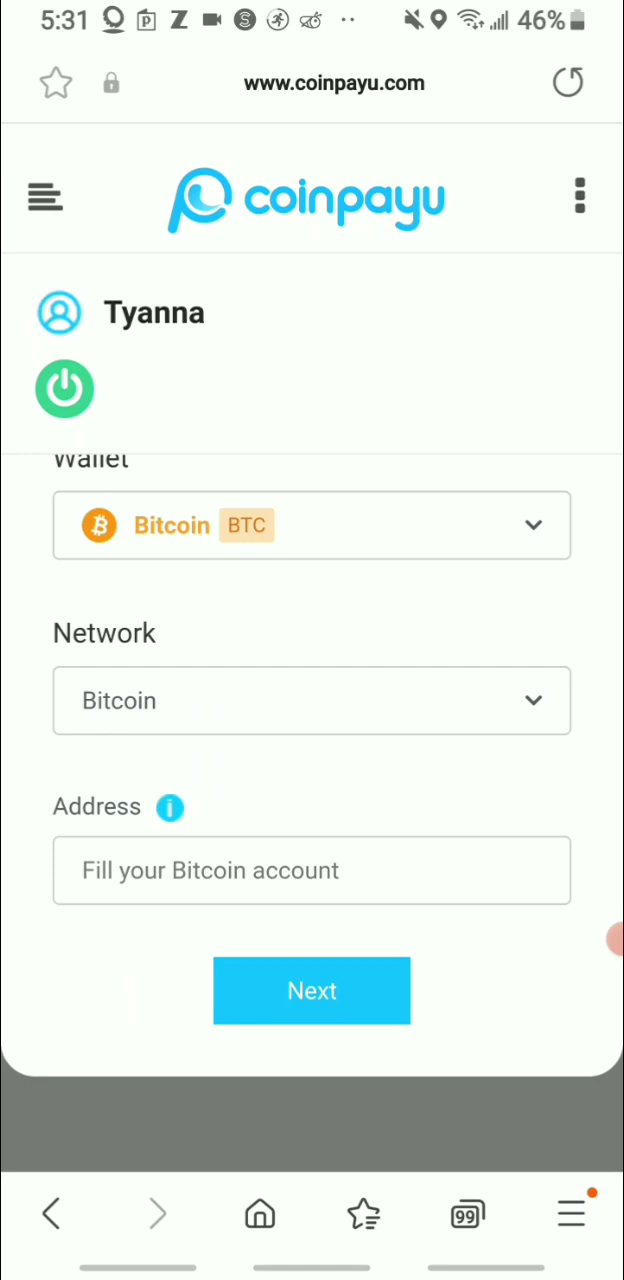 5:31 46%
www.coinpayu.com
coinpayu
Tyanna
Wallet
Bitcoin BTC
Network
Bitcoin
Address
Fill your Bitcoin account
Next
99